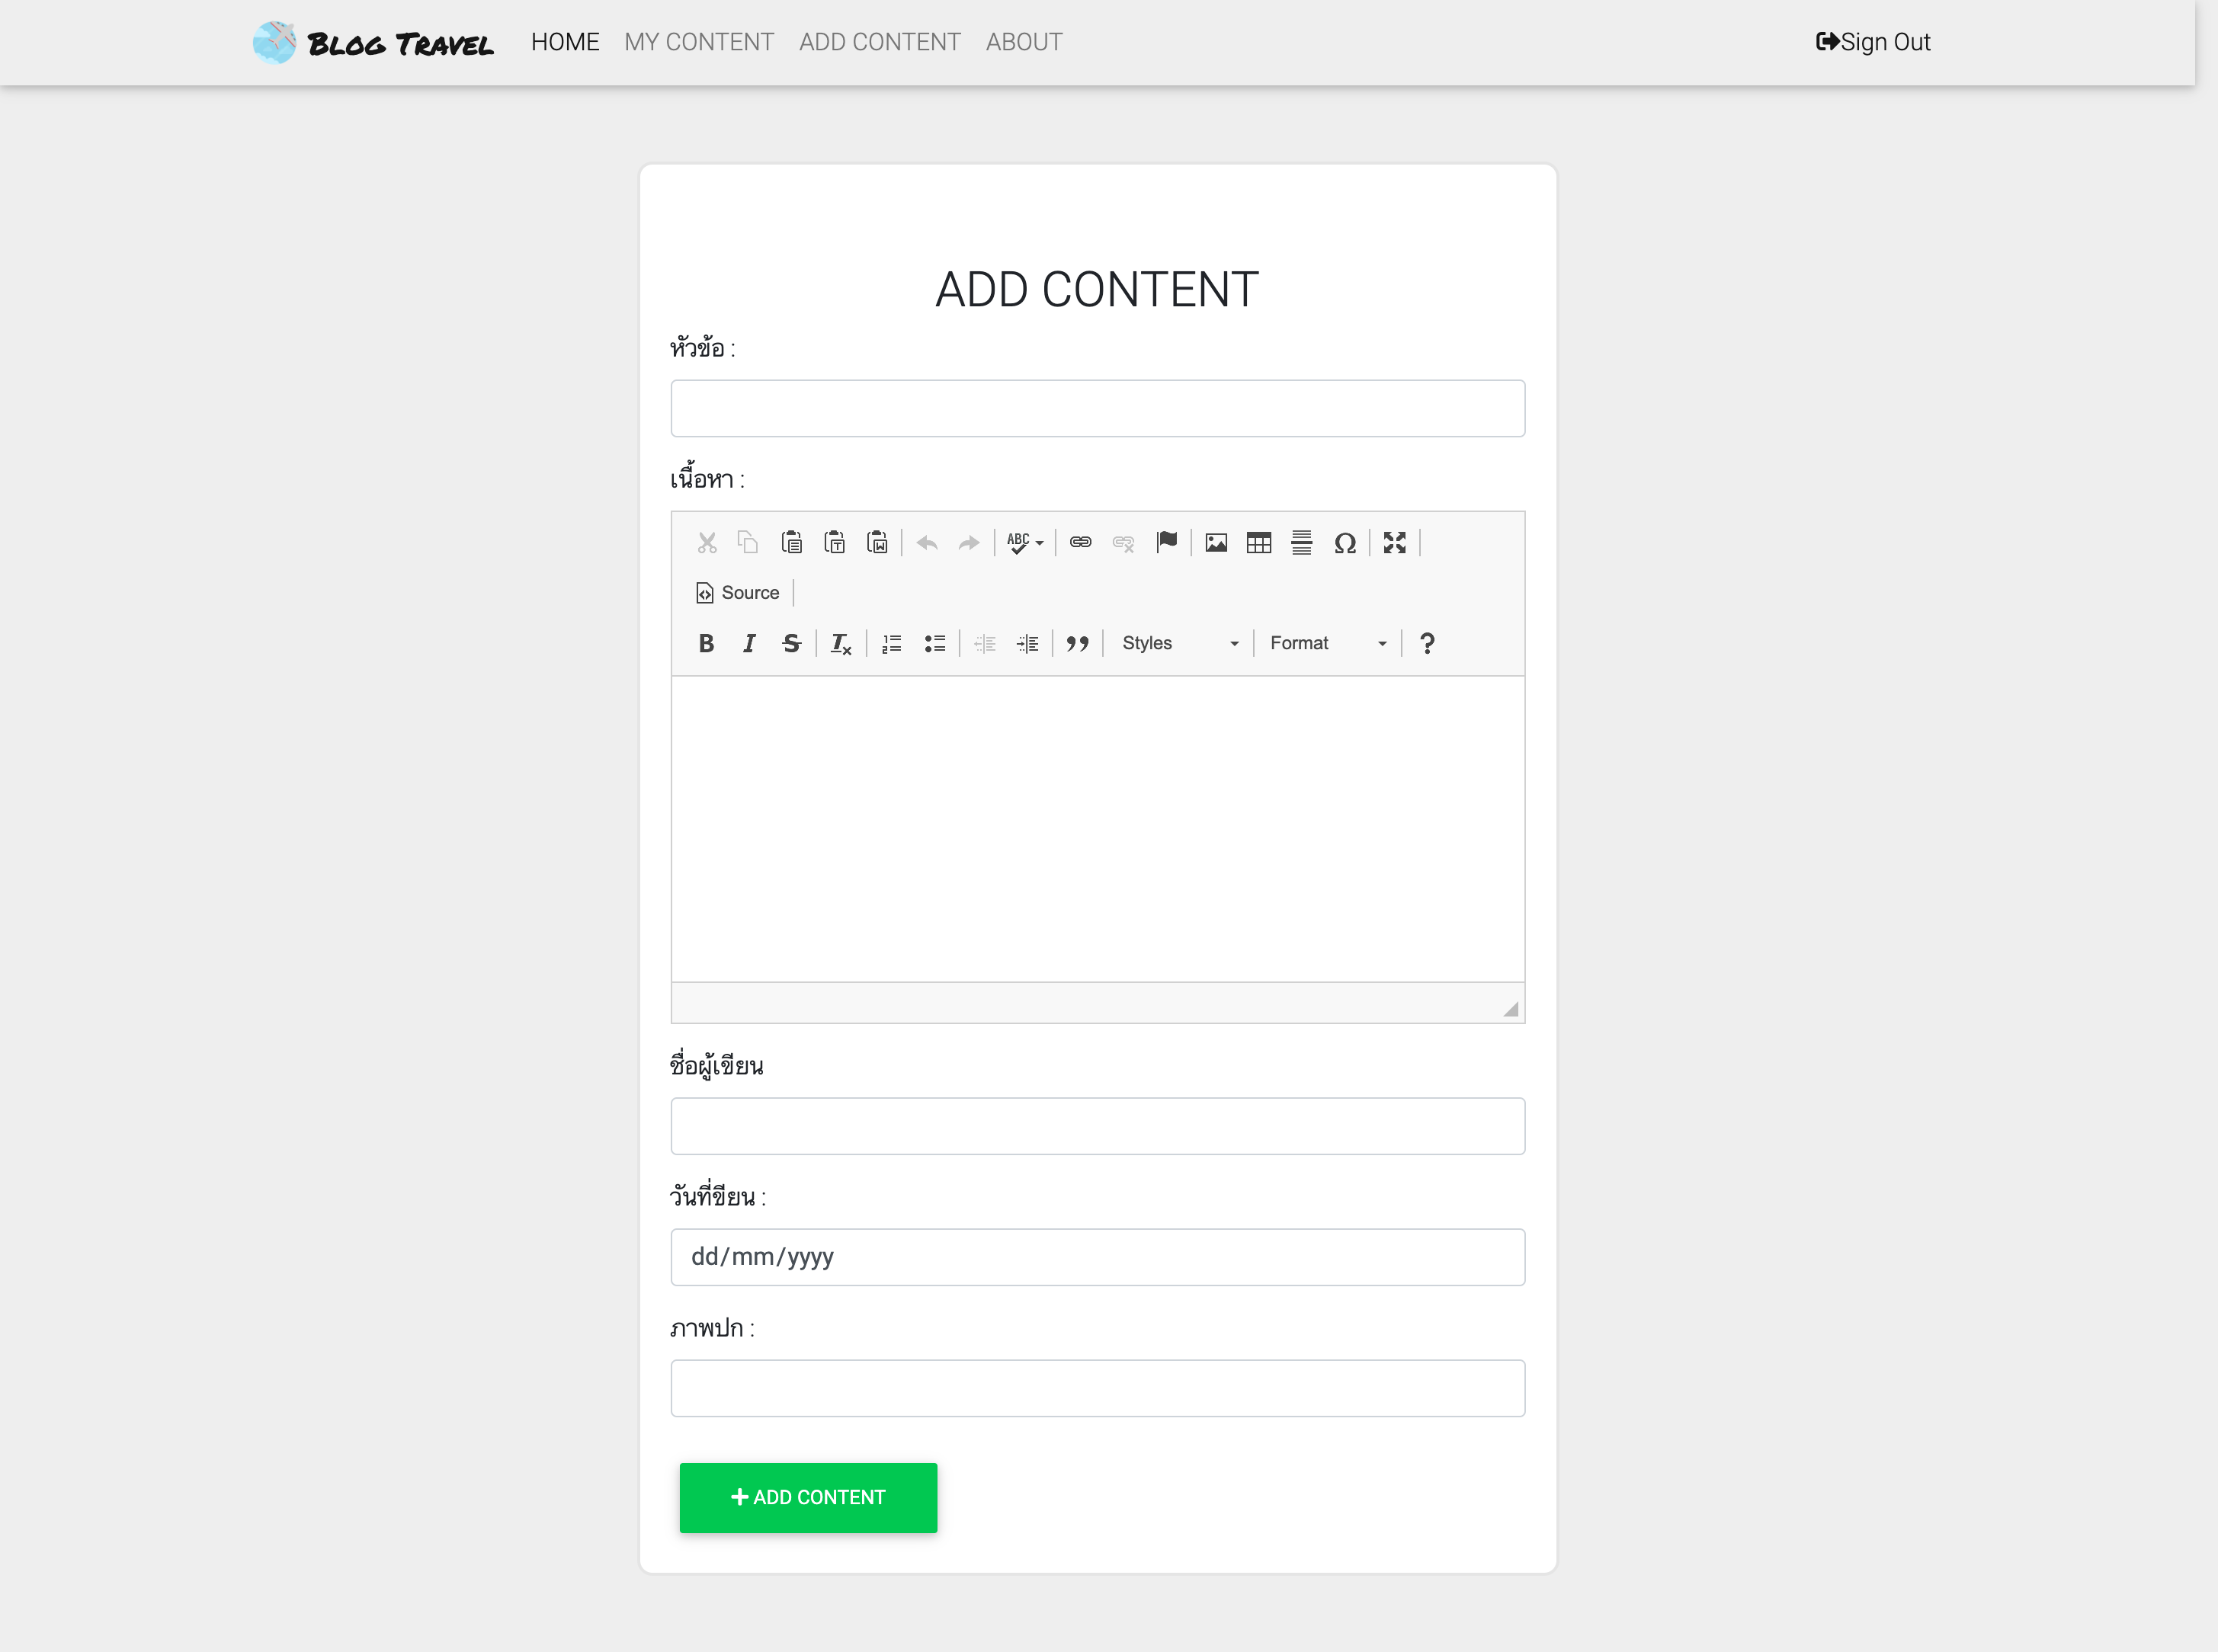 Blog Travel HOME MY CONTENT ADD CONTENT ABOUT Sign Out
ADD CONTENT
หัวข้อ :
เนื้อหา :
ABC
Source
B I S Tx Styles Format ?
ชื่อผู้เขียน
วันที่ขียน :
dd/mm/yyyy
ภาพปก :
ADD CONTENT